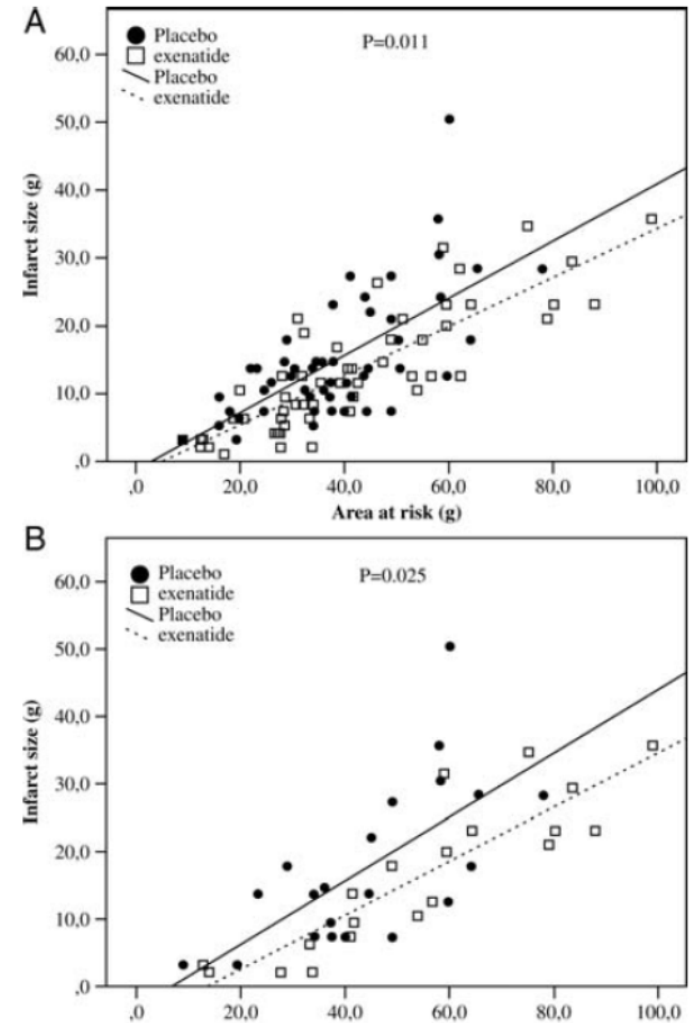 A
Placebo
exenatide
Placebo
exenatide
P=0.011
60,0
50,0
40,0
30,0
20,0
10,0
,0
Infarct size (g)
,0 20,0 40,0 60,0 80,0 100,0
Area at risk (g)
B
Placebo
exenatide
Placebo
exenatide
P=0.025
60,0
50,0
40,0
30,0
20,0
10,0
,0
Infarct size (g)
,0 20,0 40,0 60,0 80,0 100,0